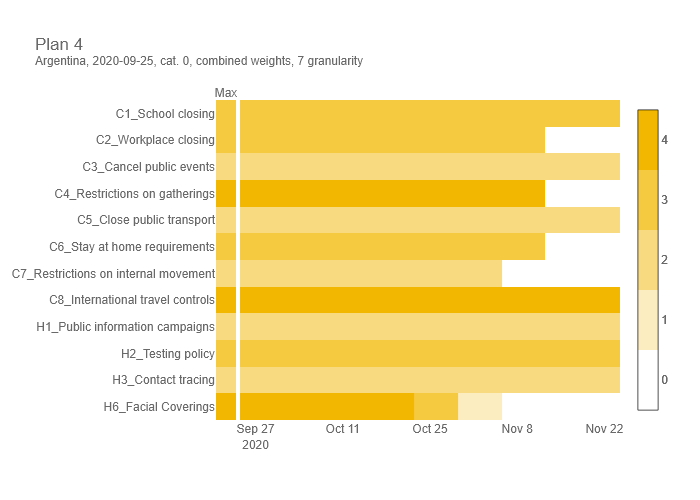 Plan 4
Argentina, 2020-09-25, cat. 0, combined weights, 7 granularity
Max
C1_School closing
C2_Workplace closing
C3_Cancel public events
C4_Restrictions on gatherings
C5_Close public transport
C6_Stay at home requirements
C7_Restrictions on internal movement
C8_International travel controls
H1_Public information campaigns
H2_Testing policy
H3_Contact tracing
H6_Facial Coverings
Sep 27 Oct 11 Oct 25 Nov 8 Nov 22
2020
4
3
2
1
0